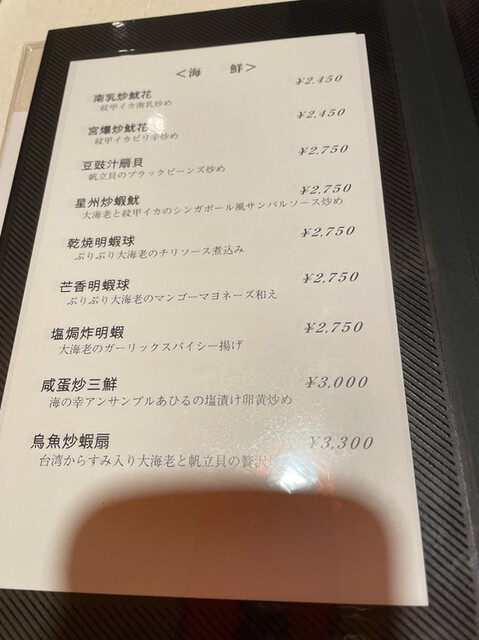 ＜海　鮮＞
南乳炒魷花 ¥2,450
紋甲イカ南乳炒め
宮爆炒魷花 ¥2,450
紋甲イカピリ辛炒め
豆豉汁扇貝 ¥2,750
帆立貝のブラックビーンズ炒め
星州炒蝦魷 ¥2,750
大海老と紋甲イカのシンガポール風サンバルソース炒め
乾焼明蝦球 ¥2,750
ぷりぷり大海老のチリソース煮込み
芒香明蝦球 ¥2,750
ぷりぷり大海老のマンゴーマヨネーズ和え
塩焗炸明蝦 ¥2,750
大海老のガーリックスパイシー揚げ
咸蛋炒三鮮 ¥3,000
海の幸アンサンブルあひるの塩漬け卵黄炒め
烏魚炒蝦扇 ¥3,300
台湾からすみ入り大海老と帆立貝の贅沢